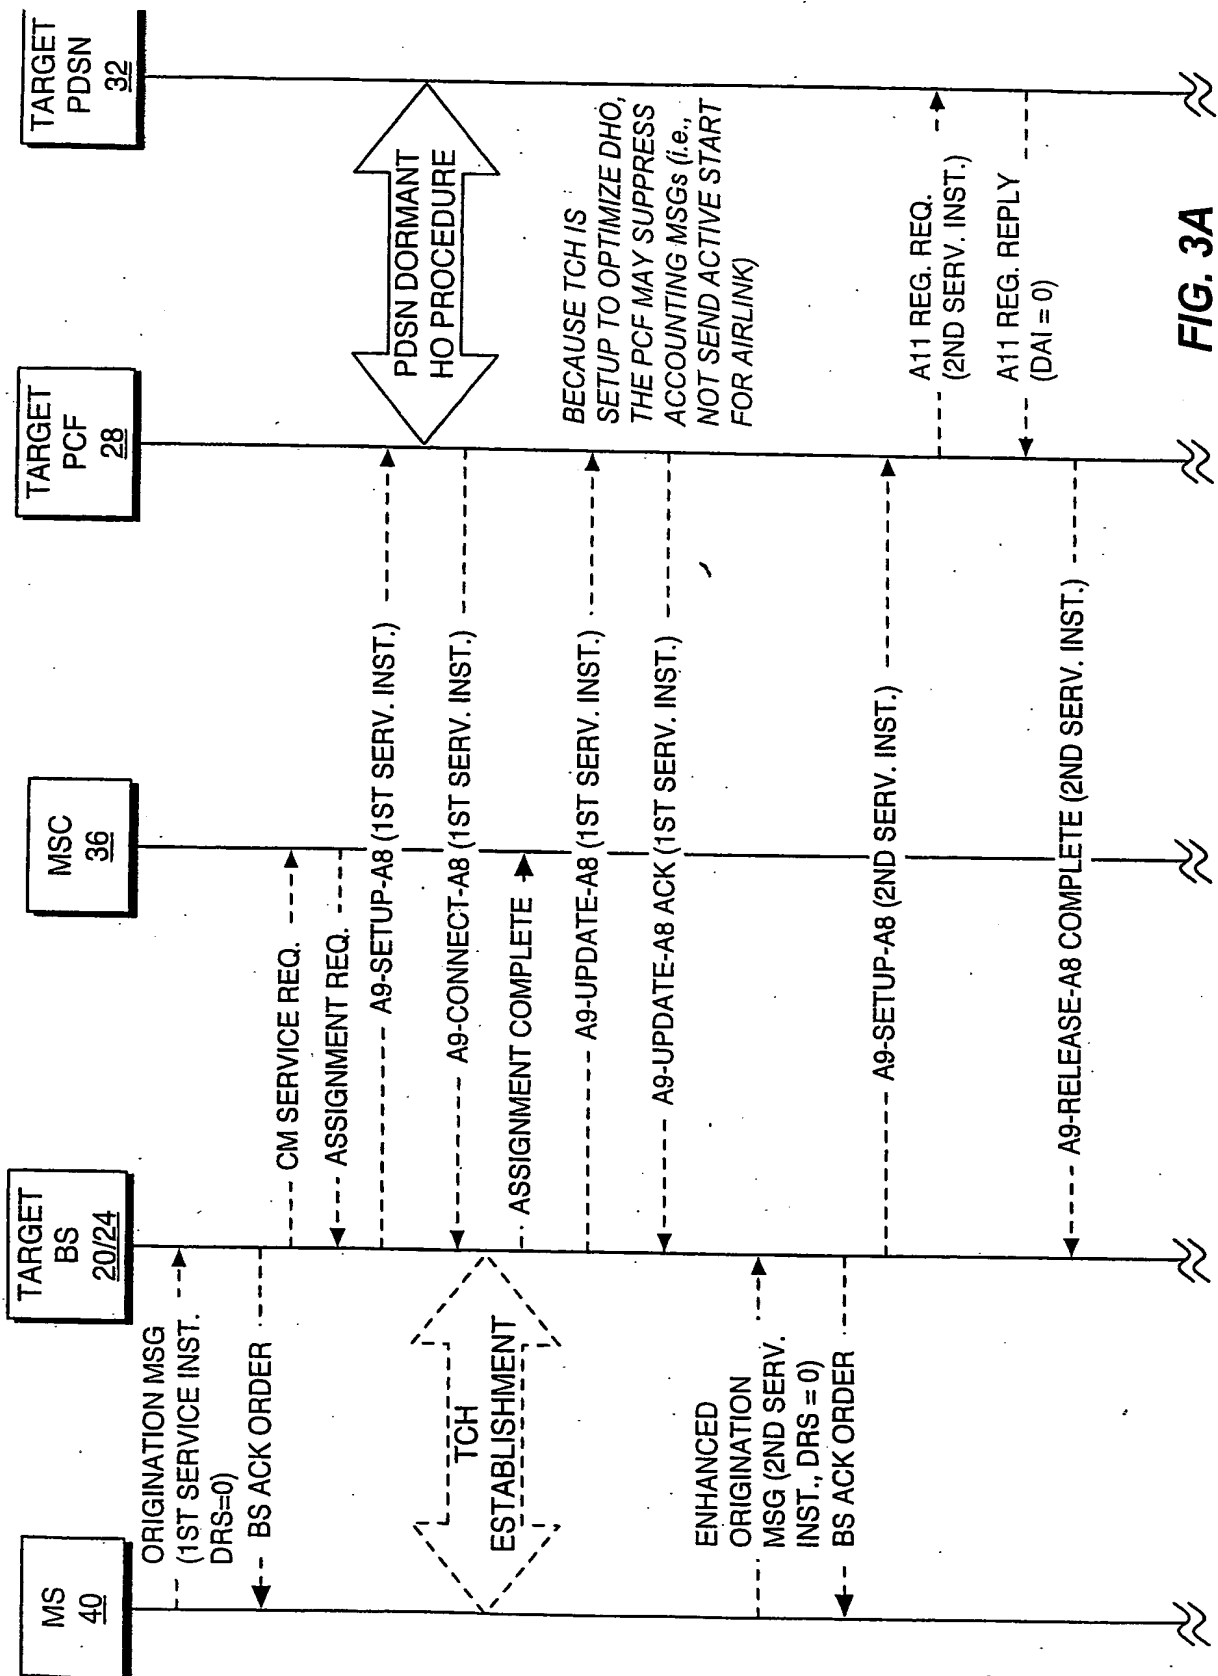 MS
40
TARGET
BS
20/24
MSC
36
TARGET
PCF
28
TARGET
PDSN
32
ORIGINATION MSG
(1ST SERVICE INST.
DRS=0)
BS ACK ORDER
CM SERVICE REQ.
ASSIGNMENT REQ.
A9-SETUP-A8 (1ST SERV. INST.)
PDSN DORMANT
HO PROCEDURE
A9-CONNECT-A8 (1ST SERV. INST.)
TCH
ESTABLISHMENT
ASSIGNMENT COMPLETE
A9-UPDATE-A8 (1ST SERV. INST.)
A9-UPDATE-A8 ACK (1ST SERV. INST.)
BECAUSE TCH IS
SETUP TO OPTIMIZE DHO,
THE PCF MAY SUPPRESS
ACCOUNTING MSGs (i.e.,
NOT SEND ACTIVE START
FOR AIRLINK)
ENHANCED
ORIGINATION
MSG (2ND SERV.
INST., DRS = 0)
BS ACK ORDER
A9-SETUP-A8 (2ND SERV. INST.)
A11 REG. REQ.
(2ND SERV. INST.)
A11 REG. REPLY
(DAI = 0)
A9-RELEASE-A8 COMPLETE (2ND SERV. INST.)
FIG. 3A